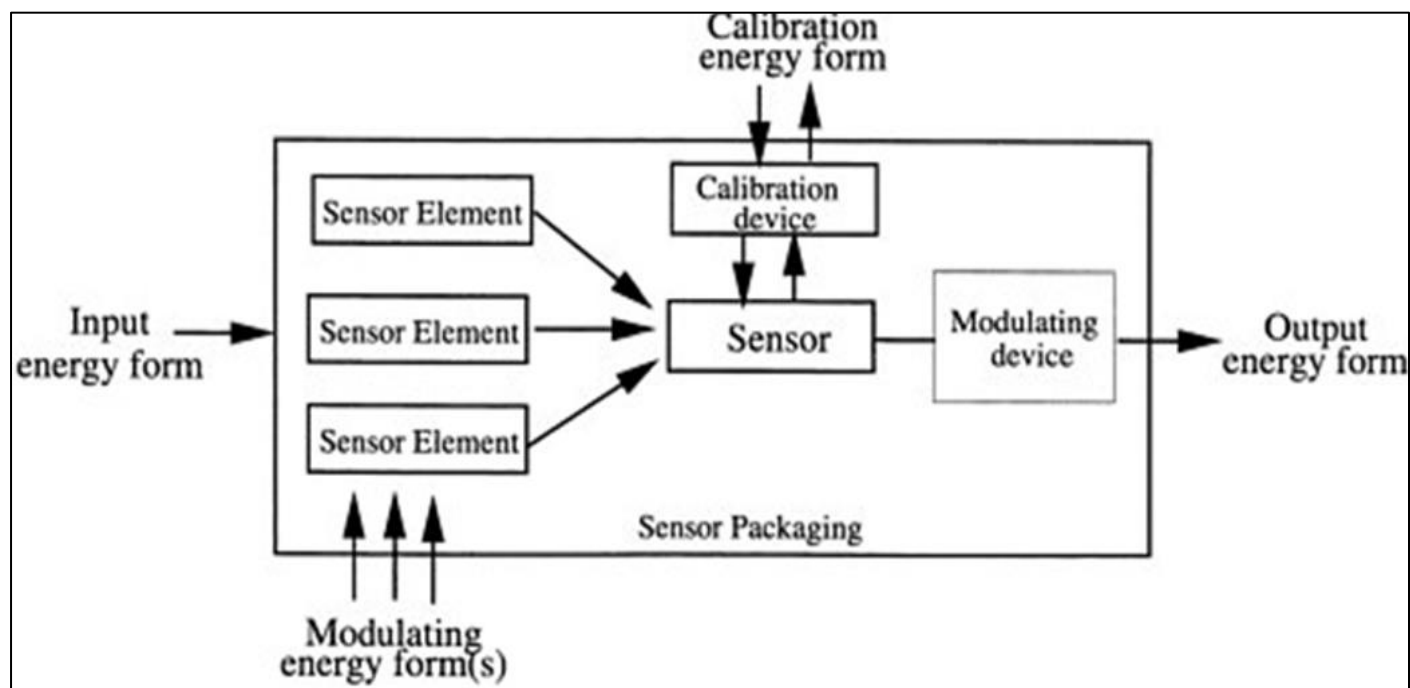 Calibration
energy form
Calibration
device
Sensor Element
Sensor Element
Sensor Element
Sensor
Modulating
device
Input
energy form
Output
energy form
Sensor Packaging
Modulating
energy form(s)